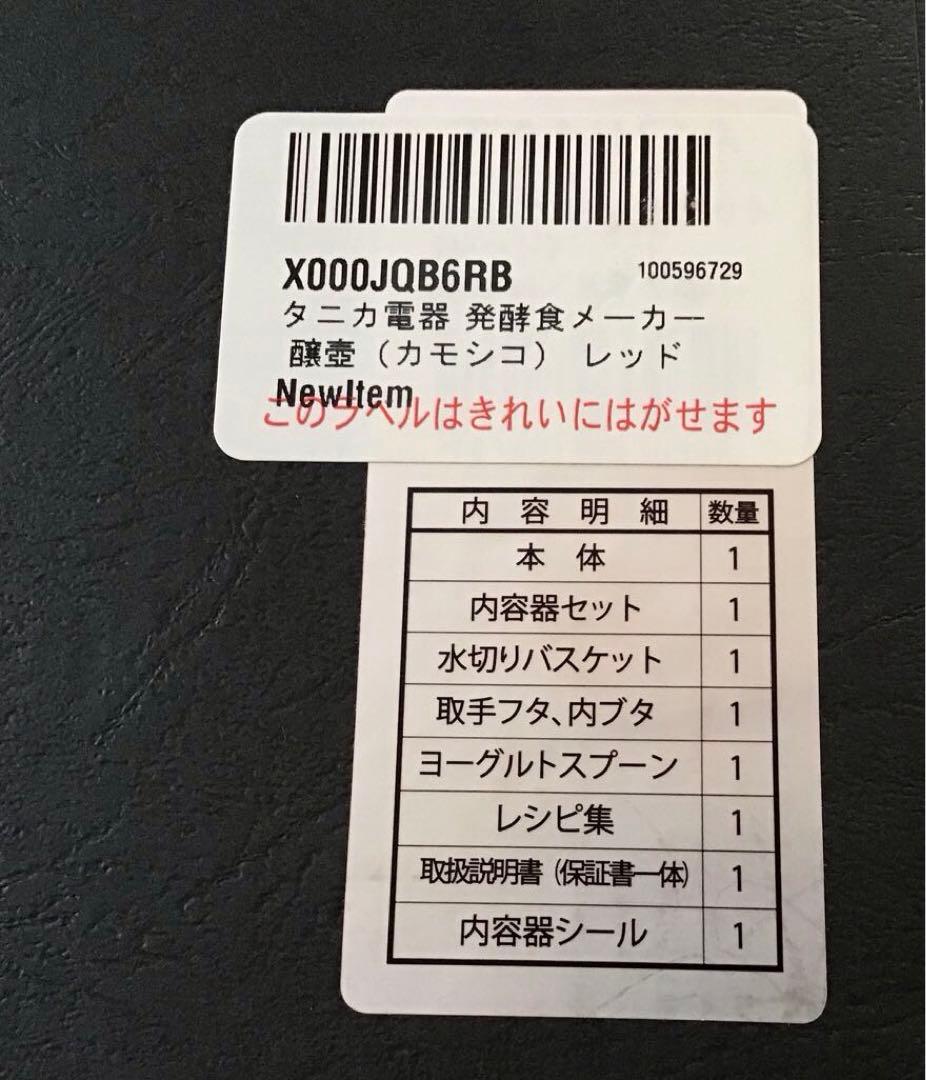 X000JQB6RB 100596729
タニカ電器 発酵食メーカー
醸壺（カモシコ） レッド
NewItem
このラベルはきれいにはがせます
内容明細 数量
本体 1
内容器セット 1
水切りバスケット 1
取手フタ、内ブタ 1
ヨーグルトスプーン 1
レシピ集 1
取扱説明書（保証書一体） 1
内容器シール 1